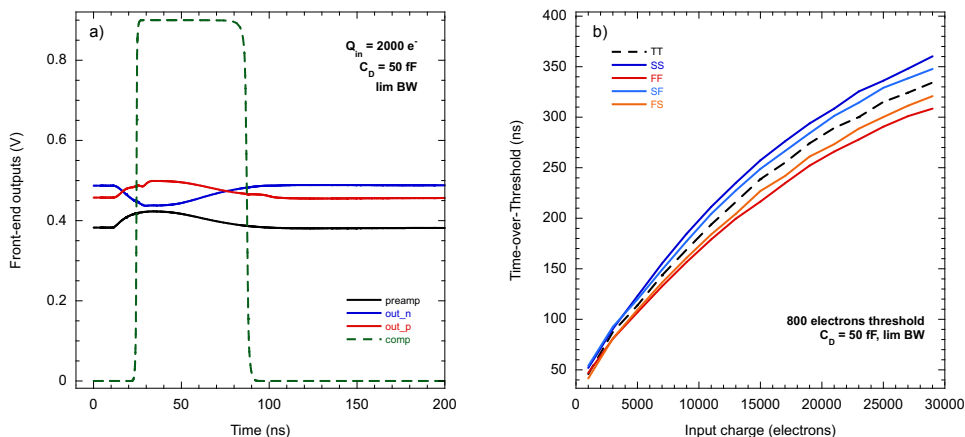 a)
Q_in = 2000 e^-
C_D = 50 fF
lim BW
Front-end outputs (V)
0.8
0.6
0.4
0.2
0
preamp
out_n
out_p
comp
0 50 100 150 200
Time (ns)
b)
TT
SS
FF
SF
FS
Time-over-Threshold (ns)
400
350
300
250
200
150
100
50
800 electrons threshold
C_D = 50 fF, lim BW
0 5000 10000 15000 20000 25000 30000
Input charge (electrons)